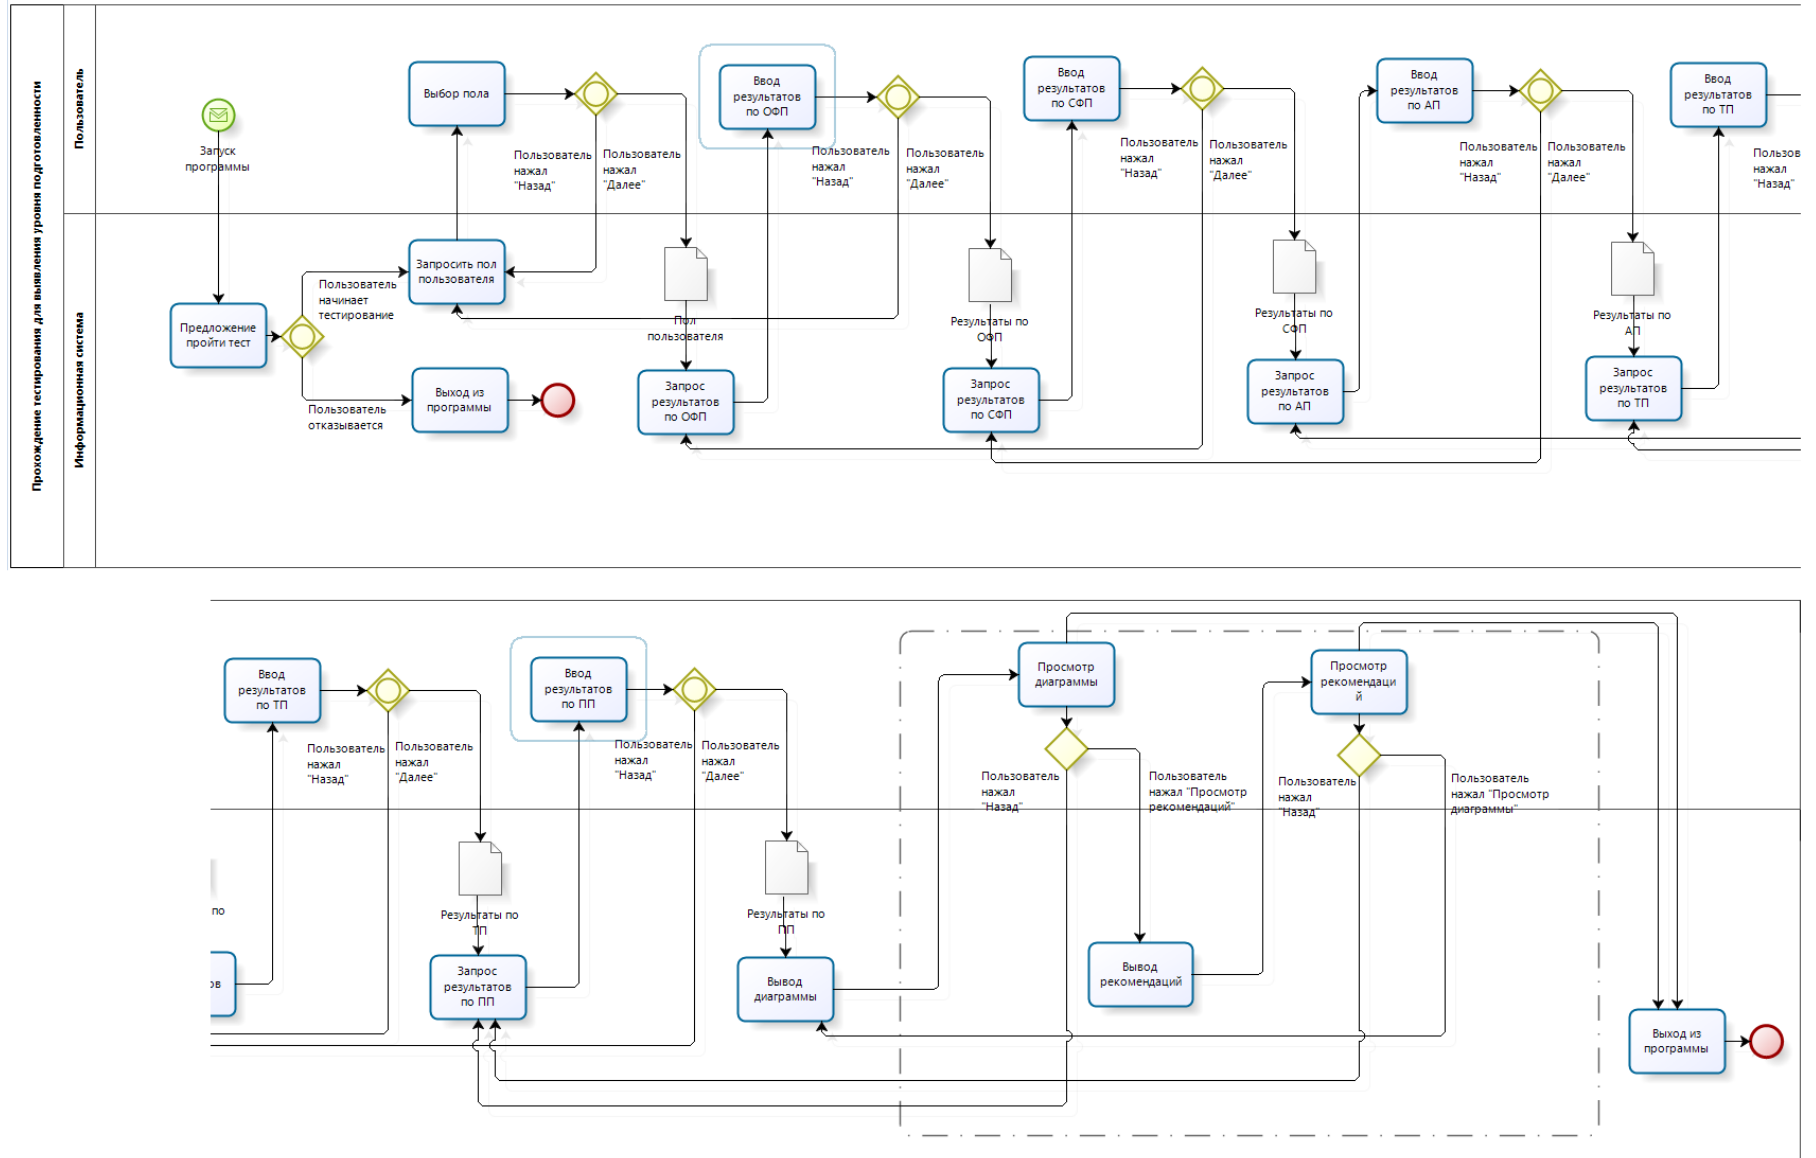 Прохождение тестирования для выявления уровня подготовленности
Пользователь
Информационная система
Запуск
программы
Выбор пола
Пользователь
нажал
"Назад"
Пользователь
нажал
"Далее"
Ввод
результатов
по ОФП
Пользователь
нажал
"Назад"
Пользователь
нажал
"Далее"
Ввод
результатов
по СФП
Пользователь
нажал
"Назад"
Пользователь
нажал
"Далее"
Ввод
результатов
по АП
Пользователь
нажал
"Назад"
Пользователь
нажал
"Далее"
Ввод
результатов
по ТП
Пользов
нажал
"Назад"
Предложение
пройти тест
Пользователь
начинает
тестирование
Пользователь
отказывается
Запросить пол
пользователя
Выход из
программы
Пол
пользователя
Запрос
результатов
по ОФП
Результаты по
ОФП
Запрос
результатов
по СФП
Результаты по
СФП
Запрос
результатов
по АП
Результаты по
АП
Запрос
результатов
по ТП
Ввод
результатов
по ТП
Пользователь
нажал
"Назад"
Пользователь
нажал
"Далее"
Ввод
результатов
по ПП
Пользователь
нажал
"Назад"
Пользователь
нажал
"Далее"
Просмотр
диаграммы
Пользователь
нажал
"Назад"
Пользователь
нажал "Просмотр
рекомендаций"
Просмотр
рекомендаци
й
Пользователь
нажал
"Назад"
Пользователь
нажал "Просмотр
диаграммы"
по
ов
Результаты по
ТП
Запрос
результатов
по ПП
Результаты по
ПП
Вывод
диаграммы
Вывод
рекомендаций
Выход из
программы